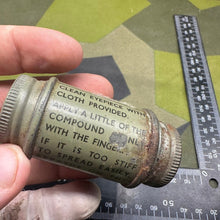 CLEAN EYEPIECE WITH
CLOTH PROVIDED.
APPLY A LITTLE OF THE
COMPOUND
WITH THE FINGE
IF IT IS TOO STIFF
TO SPREAD EASILY